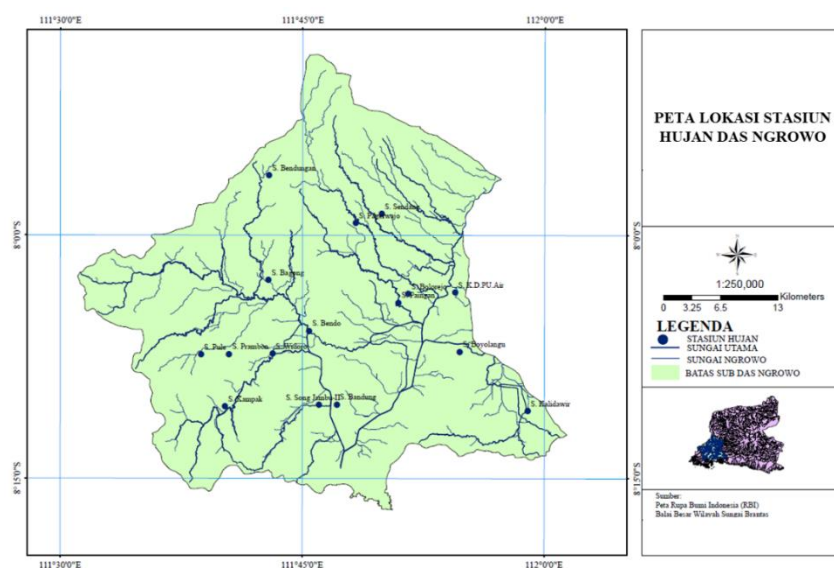 111°30'0"E 111°45'0"E 112°0'0"E
8°0'0"S
8°15'0"S
S. Bendungan
S. Sendang
S. Bagong
S. K.D.PU.Air
S. Bendo
S. Pule
S. Prambon
S. Boyolangu
S. Kampak
S. Bandung
S. Kalidawir
8°0'0"S
8°15'0"S
111°30'0"E 111°45'0"E 112°0'0"E
PETA LOKASI STASIUN
HUJAN DAS NGROWO
1:250,000
Kilometers
0 3.25 6.5 13
LEGENDA
STASIUN HUJAN
SUNGAI UTAMA
SUNGAI NGROWO
BATAS SUB DAS NGROWO
Sumber:
Peta Rupa Bumi Indonesia (RBI)
Balai Besar Wilayah Sungai Brantas